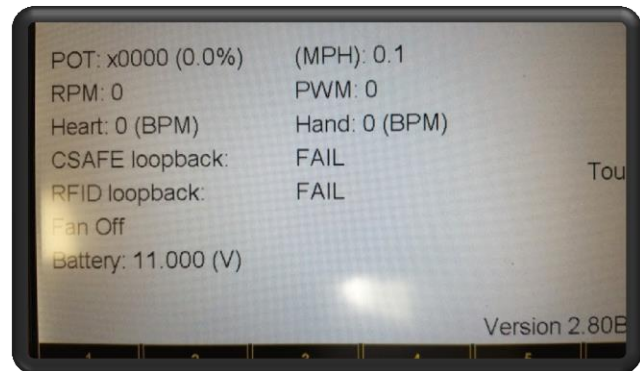 POT: x0000 (0.0%) (MPH): 0.1
RPM: 0 PWM: 0
Heart: 0 (BPM) Hand: 0 (BPM)
CSAFE loopback: FAIL
Tou
RFID loopback: FAIL
Fan Off
Battery: 11.000 (V)
Version 2.80B